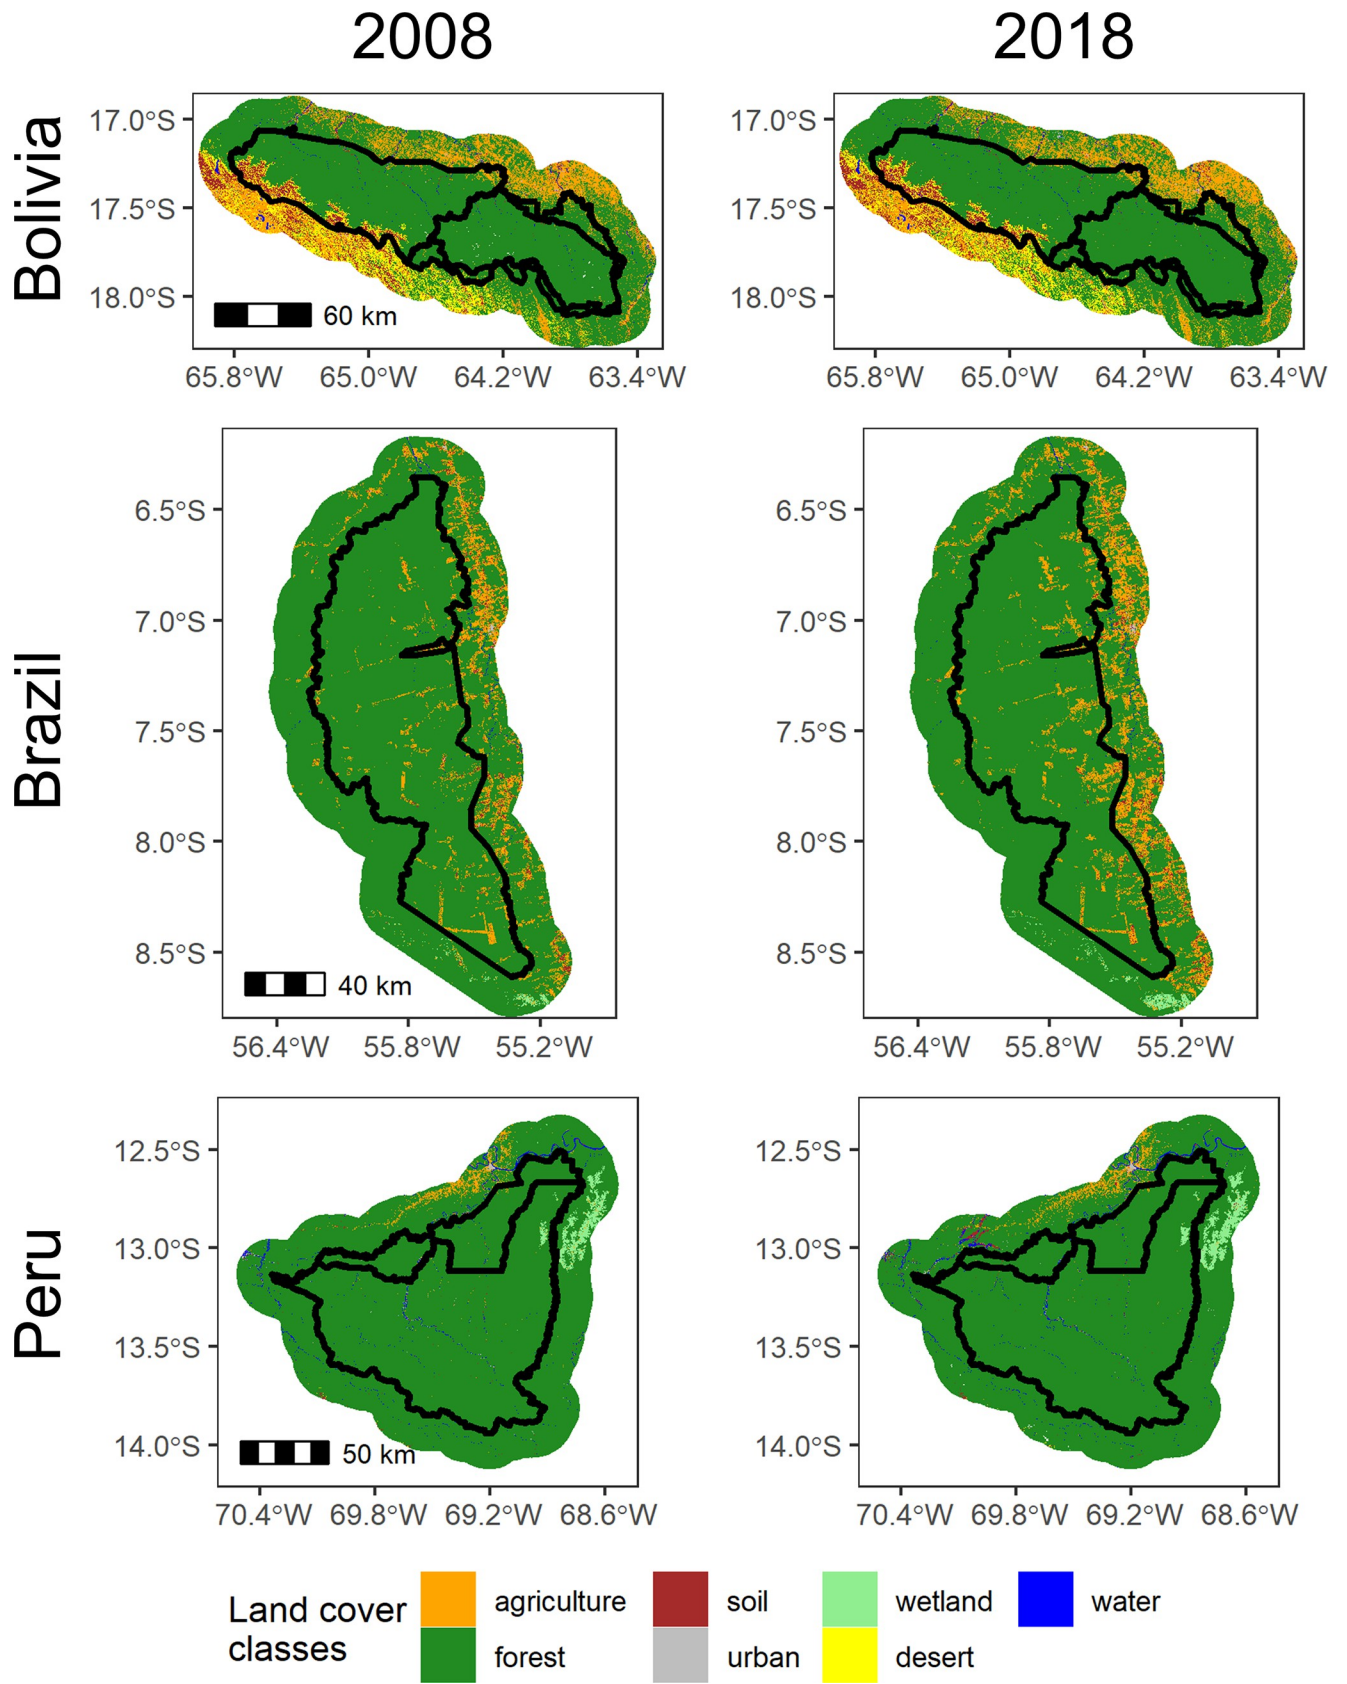 2008 2018
Bolivia
17.0°S
17.5°S
18.0°S
60 km
65.8°W 65.0°W 64.2°W 63.4°W
17.0°S
17.5°S
18.0°S
65.8°W 65.0°W 64.2°W 63.4°W
Brazil
6.5°S
7.0°S
7.5°S
8.0°S
8.5°S
40 km
56.4°W 55.8°W 55.2°W
6.5°S
7.0°S
7.5°S
8.0°S
8.5°S
56.4°W 55.8°W 55.2°W
Peru
12.5°S
13.0°S
13.5°S
14.0°S
50 km
70.4°W 69.8°W 69.2°W 68.6°W
12.5°S
13.0°S
13.5°S
14.0°S
70.4°W 69.8°W 69.2°W 68.6°W
Land cover
classes
agriculture soil wetland water
forest urban desert